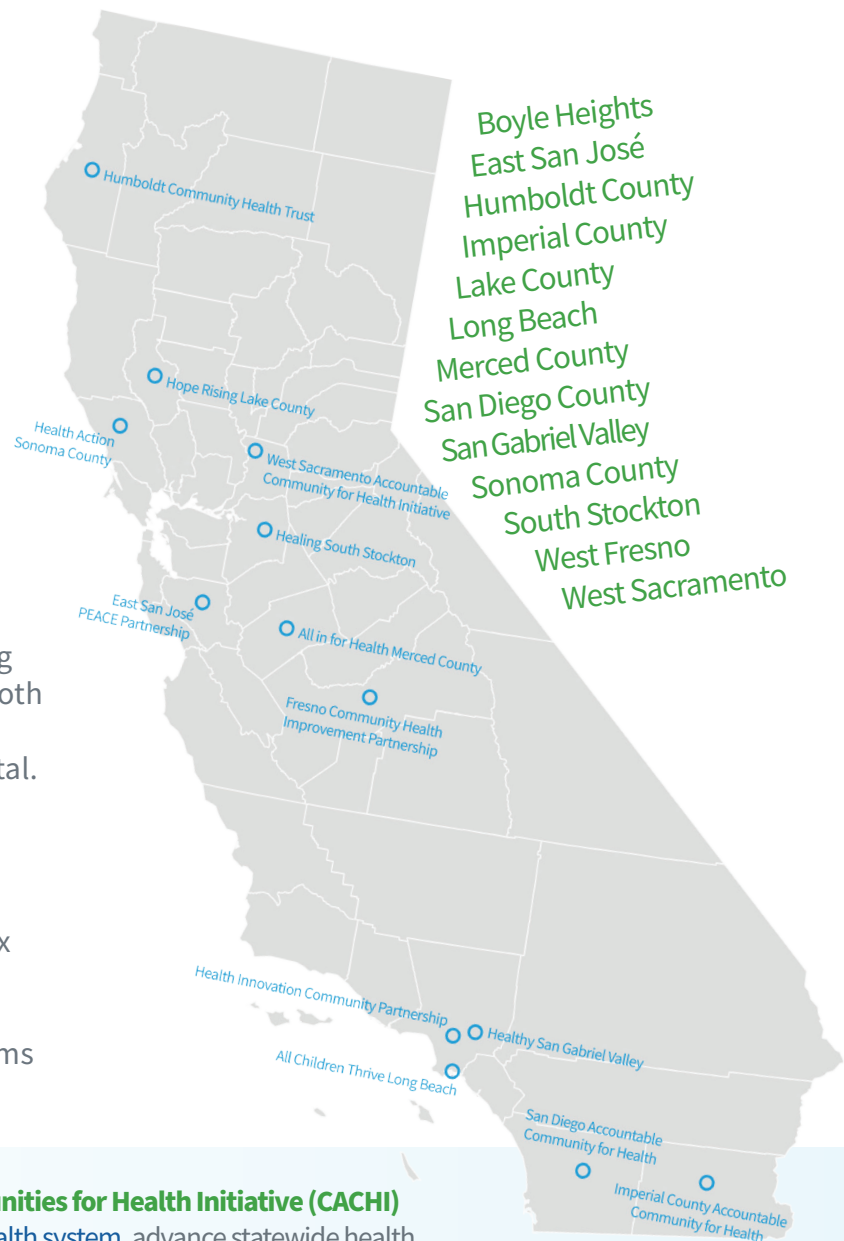 Boyle Heights
East San José
Humboldt County
Imperial County
Lake County
Long Beach
Merced County
San Diego County
San Gabriel Valley
Sonoma County
South Stockton
West Fresno
West Sacramento
Humboldt Community Health Trust
Hope Rising Lake County
Health Action
Sonoma County
West Sacramento Accountable
Community for Health Initiative
Healing South Stockton
East San José
PEACE Partnership
All in for Health Merced County
Fresno Community Health
Improvement Partnership
Health Innovation Community Partnership
Healthy San Gabriel Valley
All Children Thrive Long Beach
San Diego Accountable
Community for Health
Imperial County Accountable
Community for Health
for Health Initiative (CACHI)
system, advance statewide health